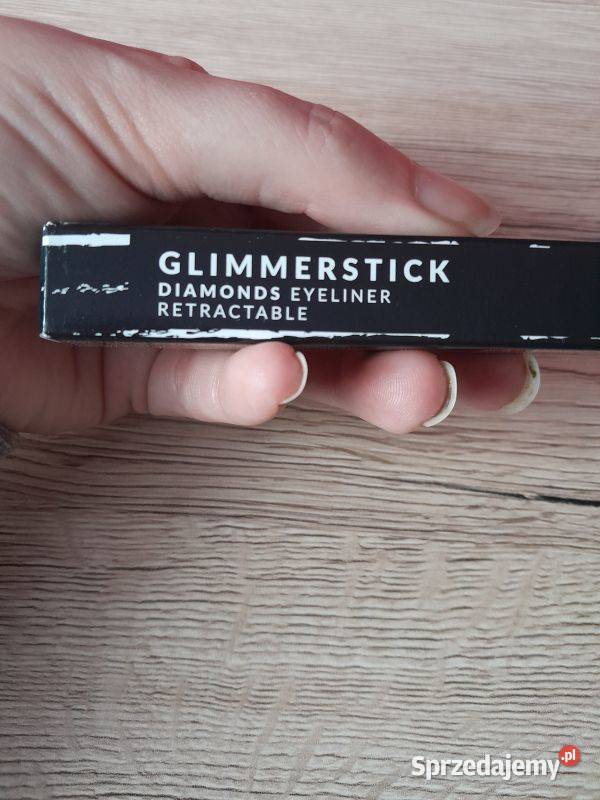 GLIMMERSTICK
DIAMONDS EYELINER
RETRACTABLE
Sprzedajemy.pl